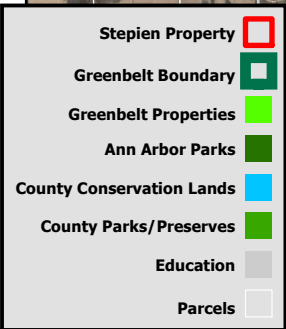 Stepien Property
Greenbelt Boundary
Greenbelt Properties
Ann Arbor Parks
County Conservation Lands
County Parks/Preserves
Education
Parcels